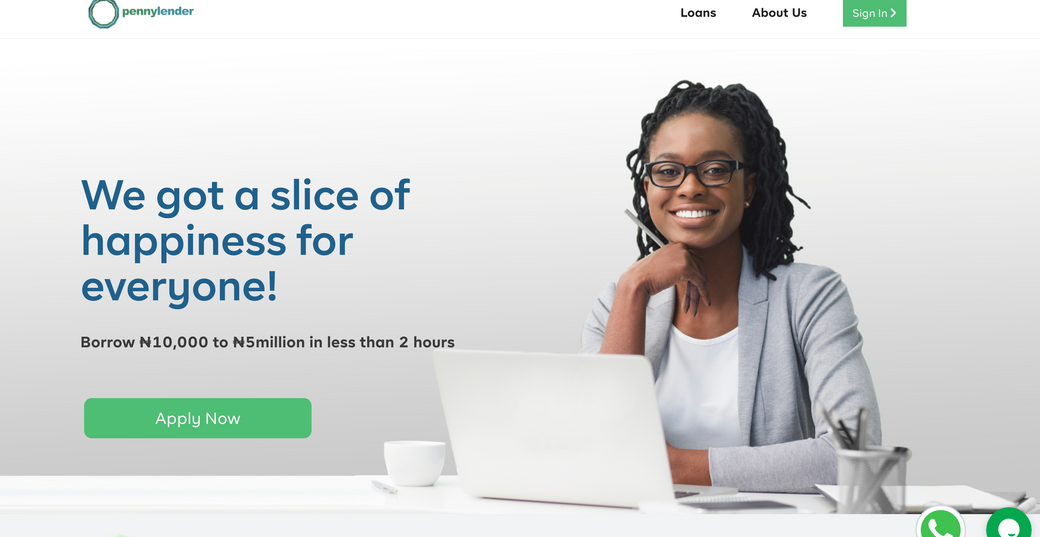 pennylender
Loans
About Us
Sign In
We got a slice of
happiness for
everyone!
Borrow ₦10,000 to ₦5million in less than 2 hours
Apply Now